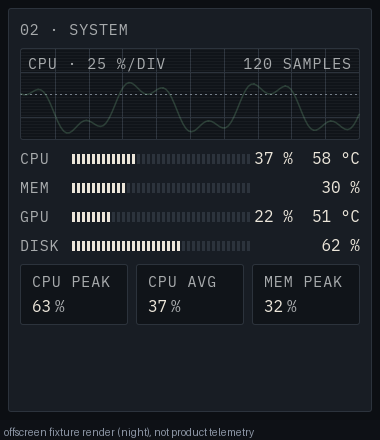 02 · SYSTEM
CPU · 25 %/DIV 120 SAMPLES
CPU 37 % 58 °C
MEM 30 %
GPU 22 % 51 °C
DISK 62 %
CPU PEAK CPU AVG MEM PEAK
63 % 37 % 32 %
offscreen fixture render (night), not product telemetry